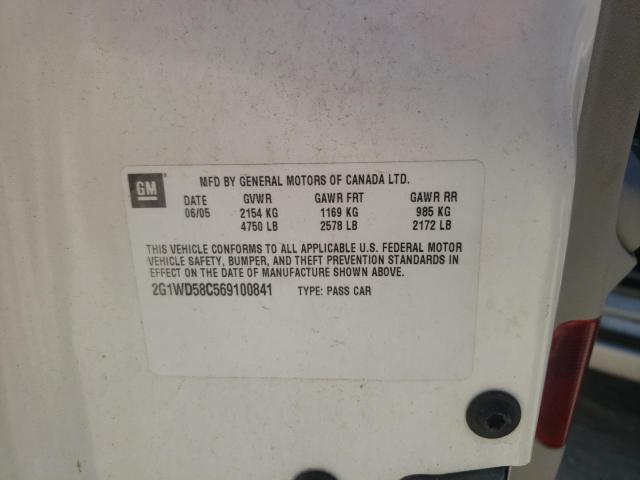 GM
MFD BY GENERAL MOTORS OF CANADA LTD.
DATE GVWR GAWR FRT GAWR RR
06/05 2154 KG 1169 KG 985 KG
4750 LB 2578 LB 2172 LB
THIS VEHICLE CONFORMS TO ALL APPLICABLE U.S. FEDERAL MOTOR
VEHICLE SAFETY, BUMPER, AND THEFT PREVENTION STANDARDS IN
EFFECT ON THE DATE OF MANUFACTURE SHOWN ABOVE.
2G1WD58C569100841 TYPE: PASS CAR